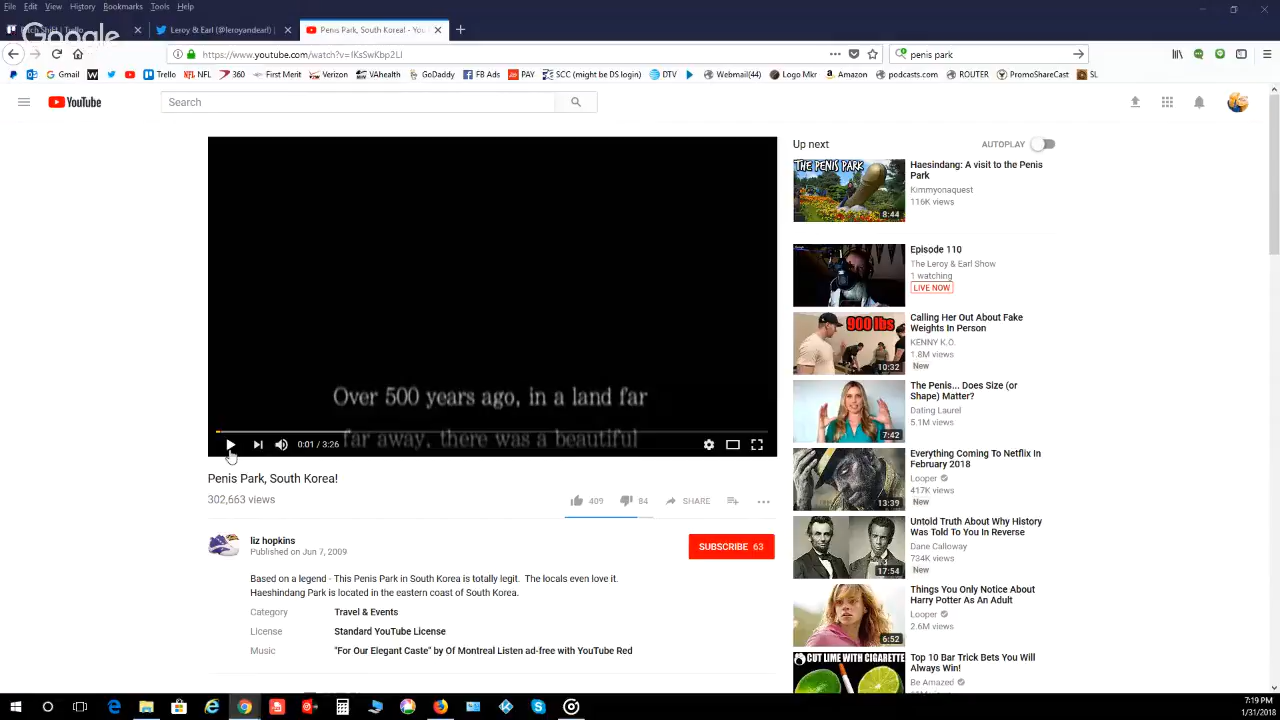 File Edit View History Bookmarks Tools Help
Google
Leroy & Earl (@leroyandearl) |
Penis Park, South Korea! - You
https://www.youtube.com/watch?v=fKsSwKbp2LI
penis park
Gmail
Trello
NFL
360
First Merit
Verizon
VAhealth
GoDaddy
FB Ads
PAY
SCC (might be DS login)
DTV
Webmail(44)
Logo Mkr
Amazon
podcasts.com
ROUTER
PromoShareCast
SL
YouTube
Search
Over 500 years ago, in a land far
far away, there was a beautiful
0:01 / 3:26
Penis Park, South Korea!
302,663 views
409
84
SHARE
liz hopkins
Published on Jun 7, 2009
SUBSCRIBE 63
Based on a legend - This Penis Park in South Korea is totally legit. The locals even love it.
Haeshindang Park is located in the eastern coast of South Korea.
Category Travel & Events
License Standard YouTube License
Music "For Our Elegant Caste" by Of Montreal Listen ad-free with YouTube Red
Up next
AUTOPLAY
THE PENIS PARK
8:44
Haesindang: A visit to the Penis
Park
Kimmyonaquest
116K views
Episode 110
The Leroy & Earl Show
1 watching
LIVE NOW
900 lbs
10:32
Calling Her Out About Fake
Weights In Person
KENNY K.O.
1.8M views
New
7:42
The Penis... Does Size (or
Shape) Matter?
Dating Laurel
5.1M views
13:39
Everything Coming To Netflix In
February 2018
Looper
417K views
New
17:54
Untold Truth About Why History
Was Told To You In Reverse
Dane Calloway
734K views
New
6:52
Things You Only Notice About
Harry Potter As An Adult
Looper
2.6M views
CUT LIME WITH CIGARETTE
Top 10 Bar Trick Bets You Will
Always Win!
Be Amazed
7:19 PM
1/31/2018